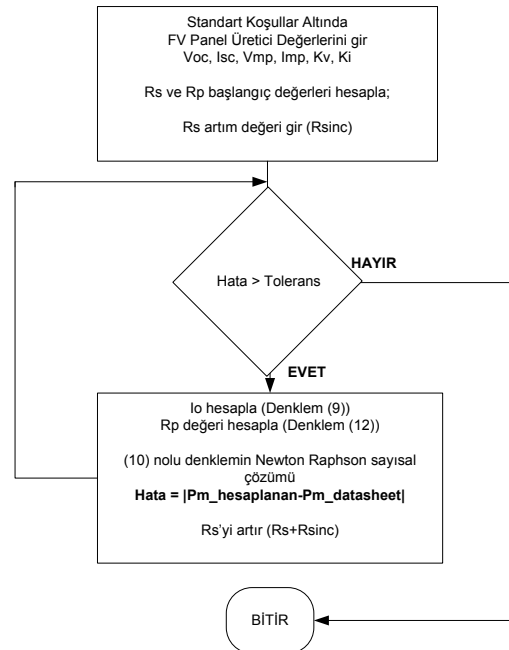 Standart Koşullar Altında
FV Panel Üretici Değerlerini gir
Voc, Isc, Vmp, Imp, Kv, Ki
Rs ve Rp başlangıç değerleri hesapla;
Rs artım değeri gir (Rsinc)
HAYIR
Hata > Tolerans
EVET
Io hesapla (Denklem (9))
Rp değeri hesapla (Denklem (12))
(10) nolu denklemin Newton Raphson sayısal
çözümü
Hata = |Pm_hesaplanan-Pm_datasheet|
Rs'yi artır (Rs+Rsinc)
BİTİR